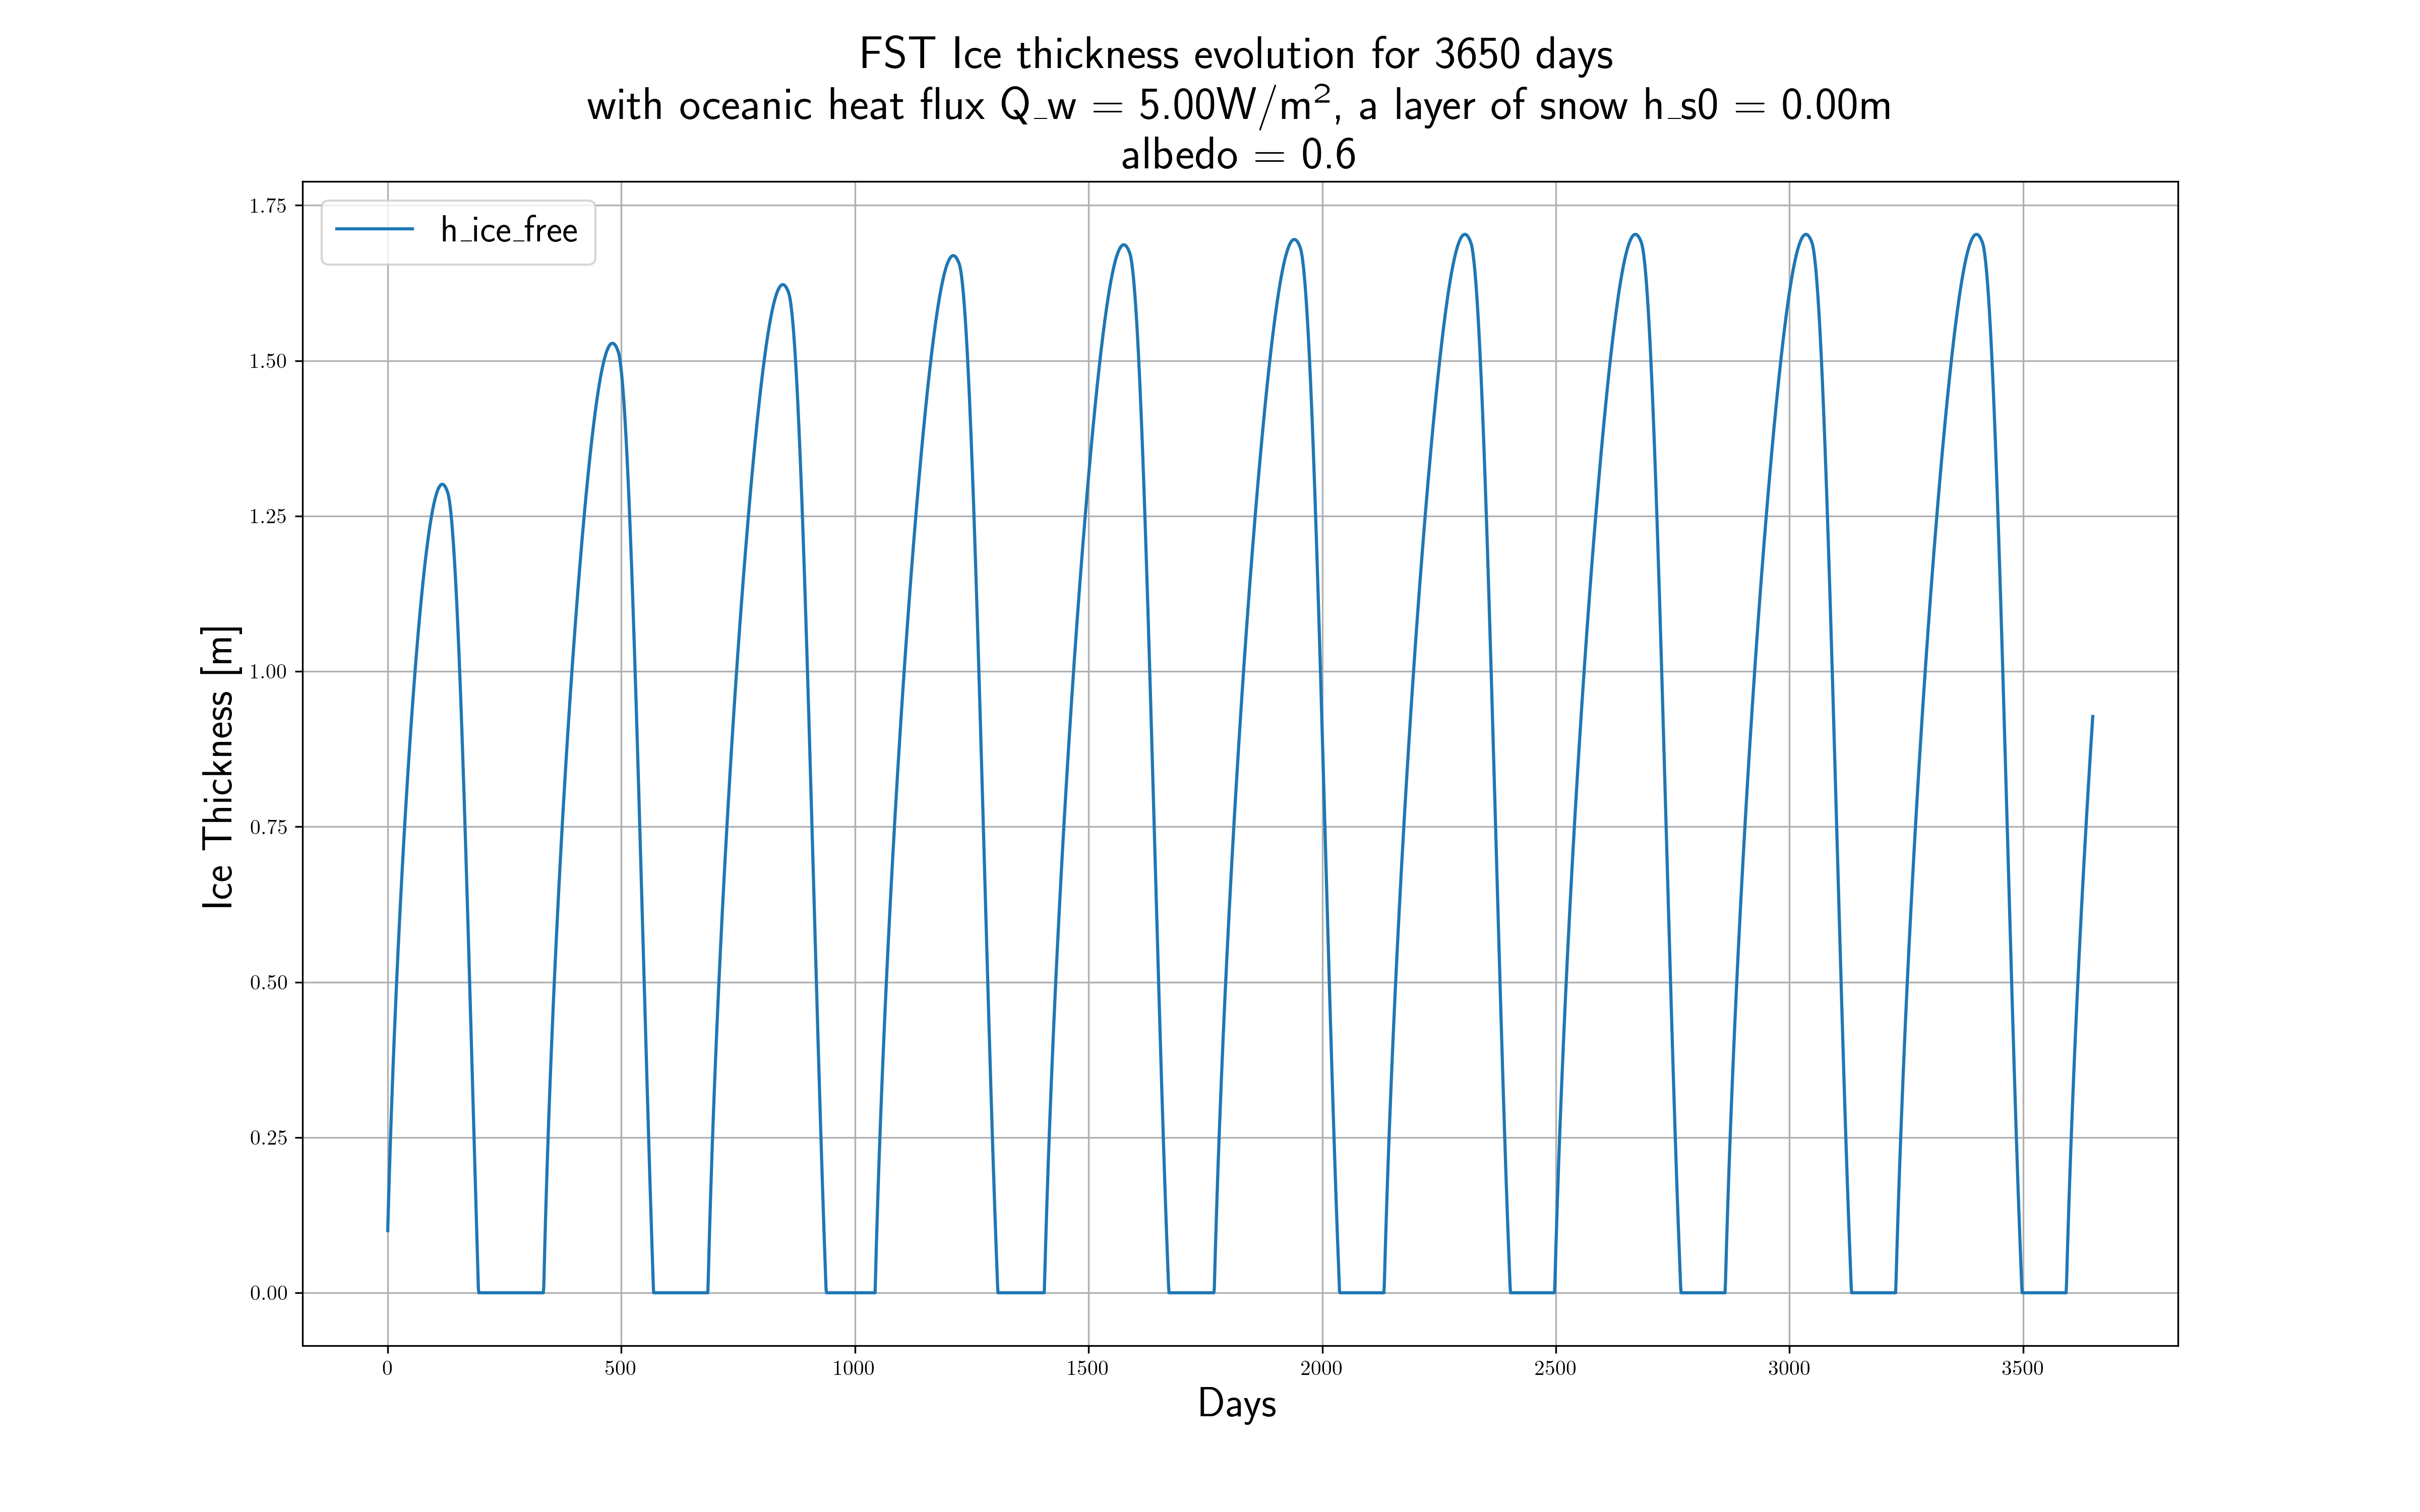 FST Ice thickness evolution for 3650 days
with oceanic heat flux Q_w = 5.00W/m², a layer of snow h_s0 = 0.00m
albedo = 0.6
h_ice_free
1.75
1.50
1.25
1.00
0.75
0.50
0.25
0.00
Ice Thickness [m]
0 500 1000 1500 2000 2500 3000 3500
Days